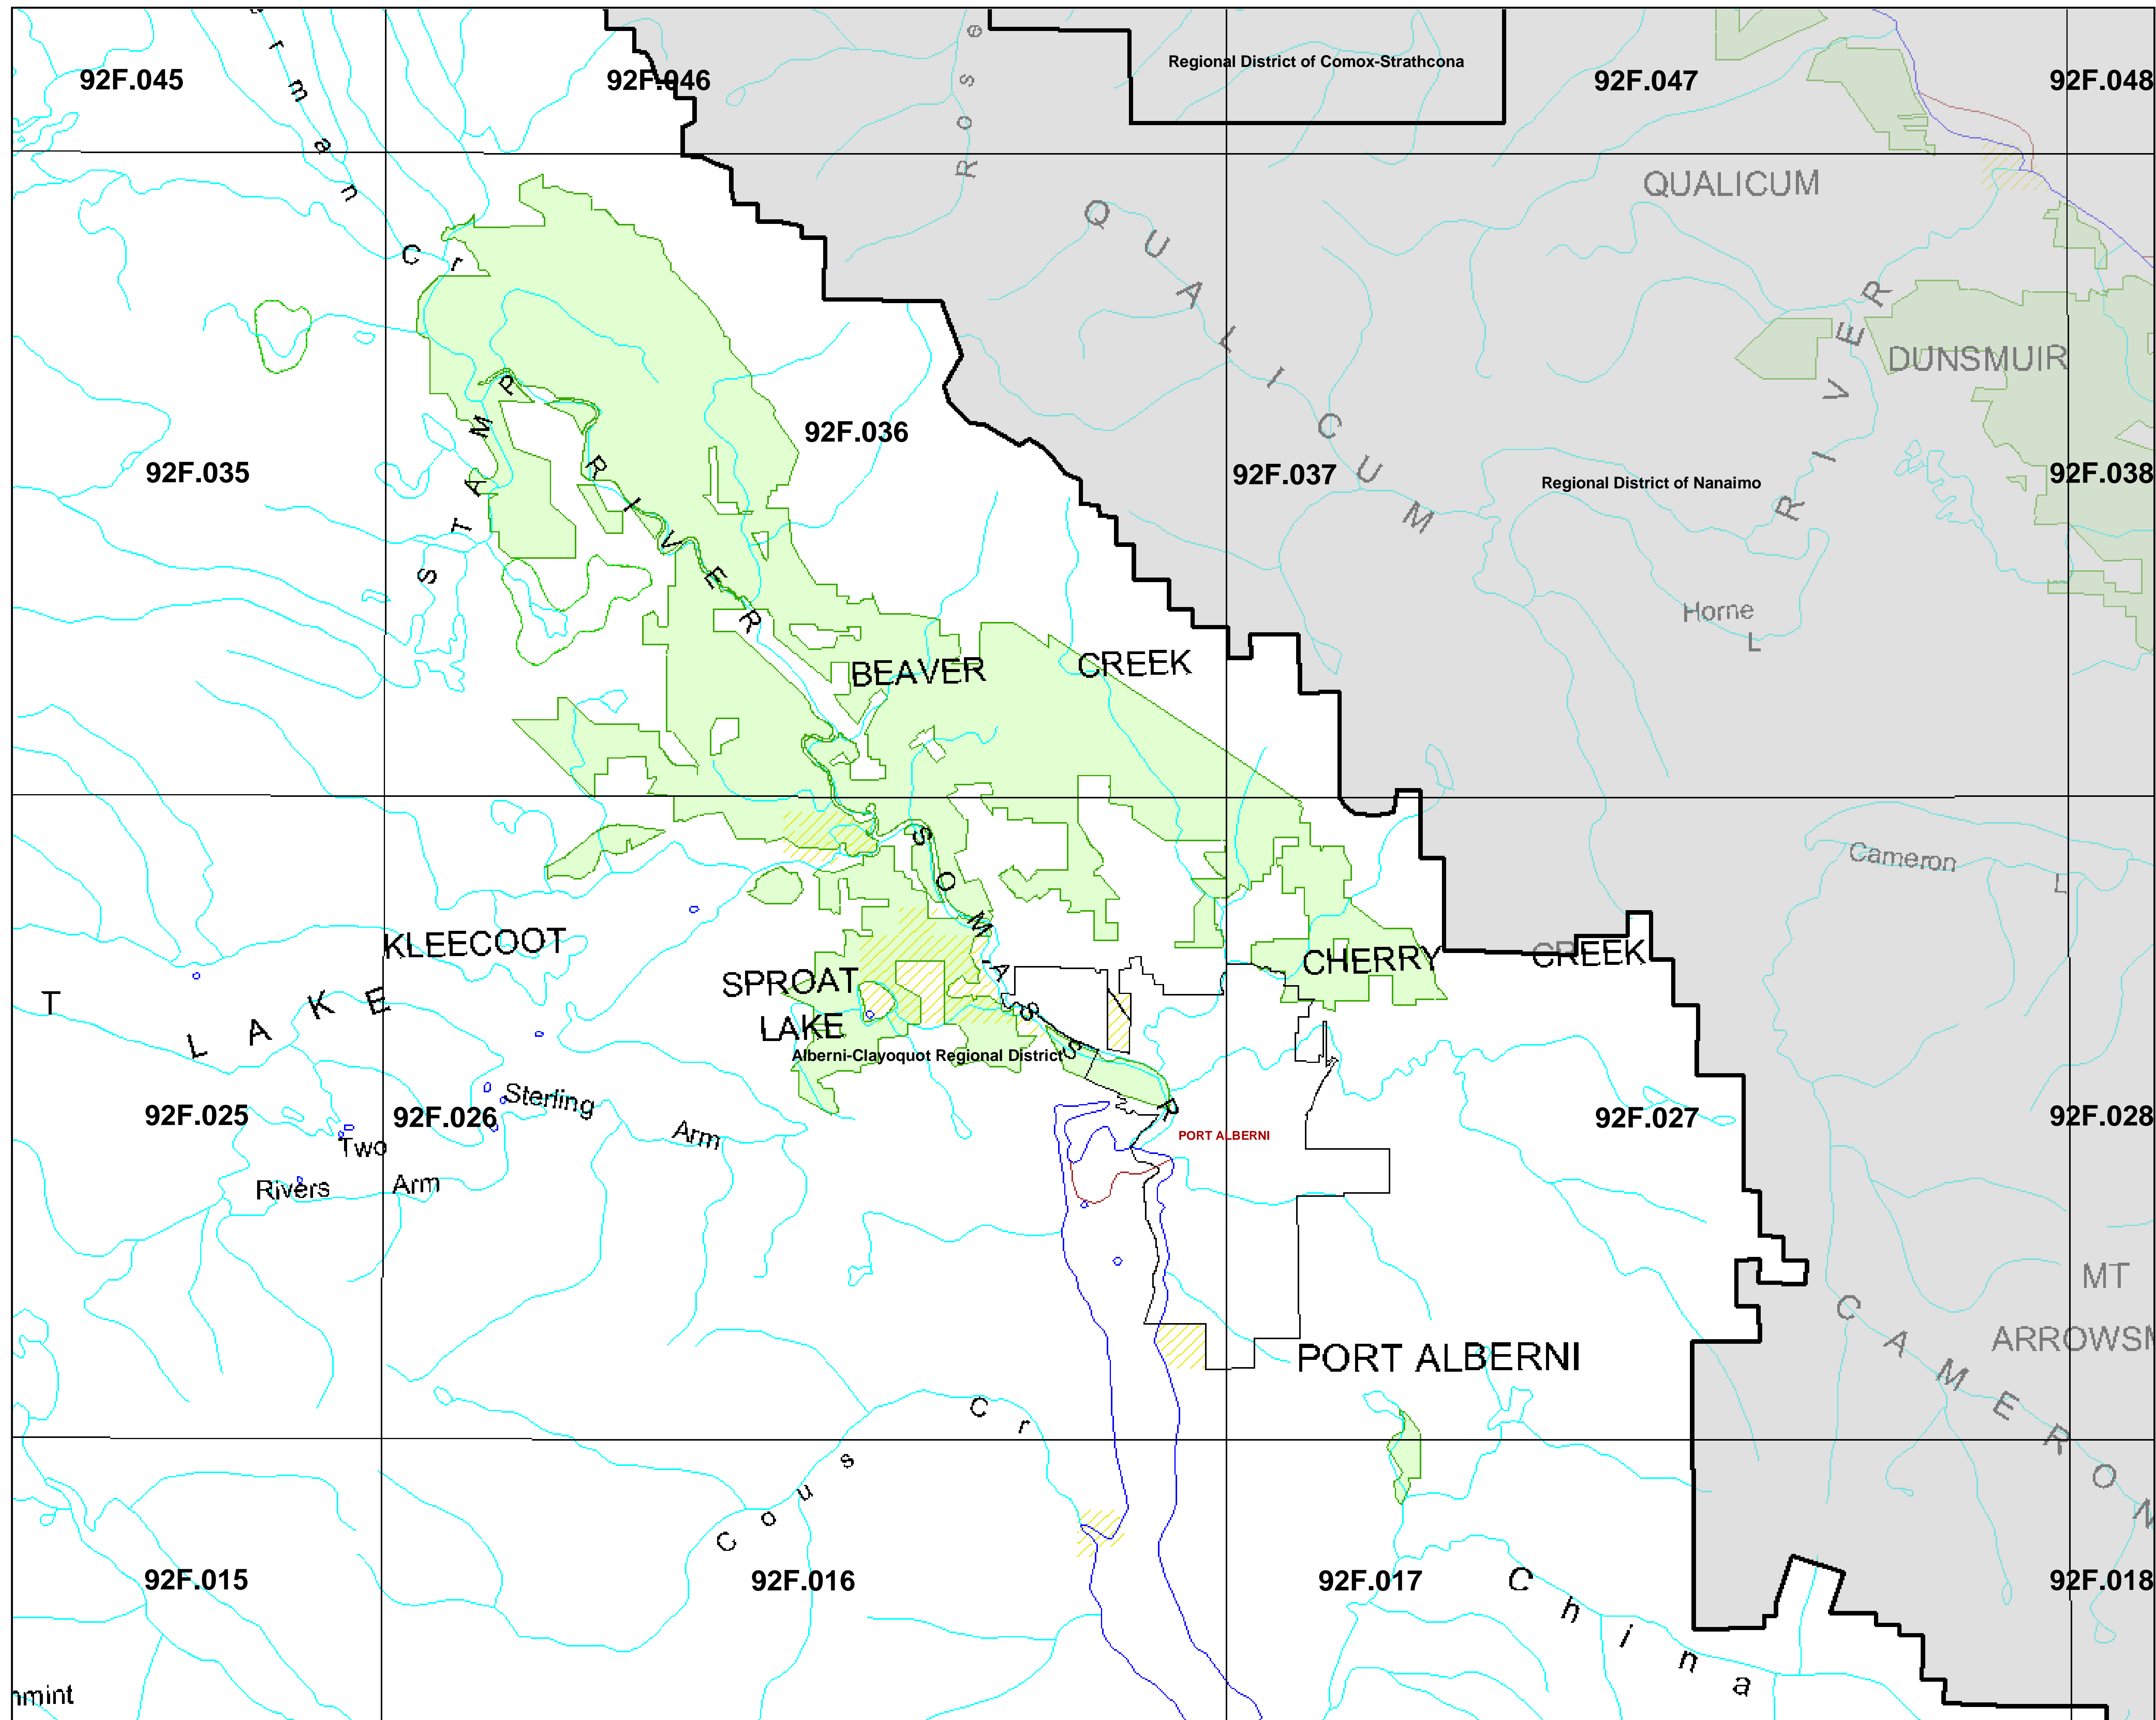 Regional District of Comox-Strathcona
92F.045
92F.046
92F.047
92F.048
rman Cr
Rose
QUALICUM
QUALICUM
RIVER
DUNSMUIR
STAMP
RIVER
92F.035
92F.036
92F.037
92F.038
Regional District of Nanaimo
Horne
L
BEAVER CREEK
SOMASS R
Cameron
L
KLEECOOT
SPROAT
LAKE
CHERRY CREEK
T LAKE
Alberni-Clayoquot Regional District
92F.025
92F.026
92F.027
92F.028
Sterling Arm
Two
Rivers Arm
PORT ALBERNI
MT
ARROWSM
CAMERON
PORT ALBERNI
Cous Cr
92F.015
92F.016
92F.017
92F.018
China
nmint